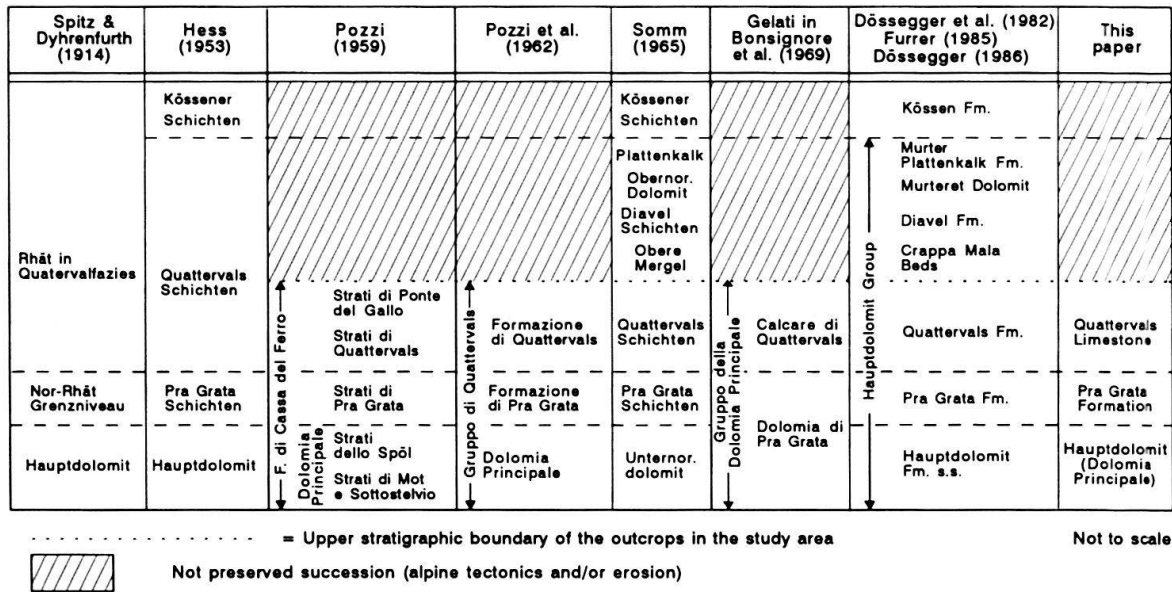 Spitz &
Dyhrenfurth
(1914)
Hess
(1953)
Pozzi
(1959)
Pozzi et al.
(1962)
Somm
(1965)
Gelati in
Bonsignore
et al. (1969)
Dössegger et al. (1982)
Furrer (1985)
Dössegger (1986)
This
paper
Rhät in
Quatervalfazies
Nor-Rhät
Grenzniveau
Hauptdolomit
Kössener
Schichten
Quattervals
Schichten
Pra Grata
Schichten
Hauptdolomit
F. di Cassa del Ferro
Strati di Ponte
del Gallo
Strati di
Quattervals
Strati di
Pra Grata
Dolomia
Principale
Strati
dello Spöl
Strati di Mot
e Sottostelvio
Gruppo di Quattervals
Formazione
di Quattervals
Formazione
di Pra Grata
Dolomia
Principale
Kössener
Schichten
Plattenkalk
Obernor.
Dolomit
Diavel
Schichten
Obere
Mergel
Quattervals
Schichten
Pra Grata
Schichten
Unternor.
dolomit
Gruppo della
Dolomia Principale
Calcare di
Quattervals
Dolomia di
Pra Grata
Hauptdolomit Group
Kössen Fm.
Murter
Plattenkalk Fm.
Murteret Dolomit
Diavel Fm.
Crappa Mala
Beds
Quattervals Fm.
Pra Grata Fm.
Hauptdolomit
Fm. s.s.
Quattervals
Limestone
Pra Grata
Formation
Hauptdolomit
(Dolomia
Principale)
= Upper stratigraphic boundary of the outcrops in the study area
Not to scale
Not preserved succession (alpine tectonics and/or erosion)